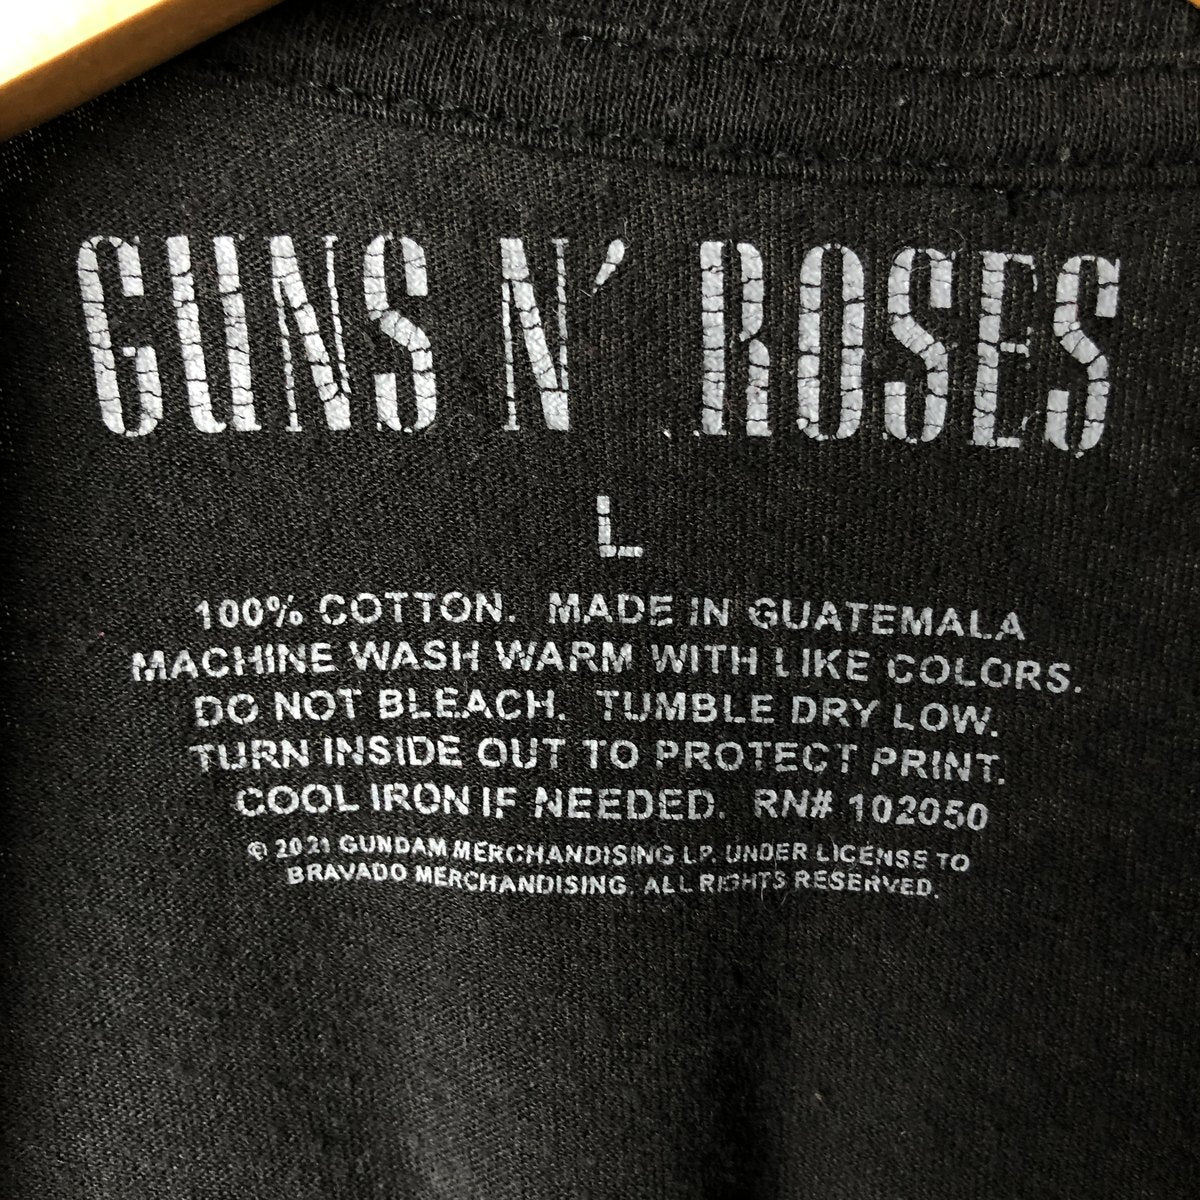 GUNS N' ROSES
L
100% COTTON. MADE IN GUATEMALA
MACHINE WASH WARM WITH LIKE COLORS.
DO NOT BLEACH. TUMBLE DRY LOW.
TURN INSIDE OUT TO PROTECT PRINT.
COOL IRON IF NEEDED. RN# 102050
© 2021 GUNDAM MERCHANDISING LP. UNDER LICENSE TO
BRAVADO MERCHANDISING. ALL RIGHTS RESERVED.